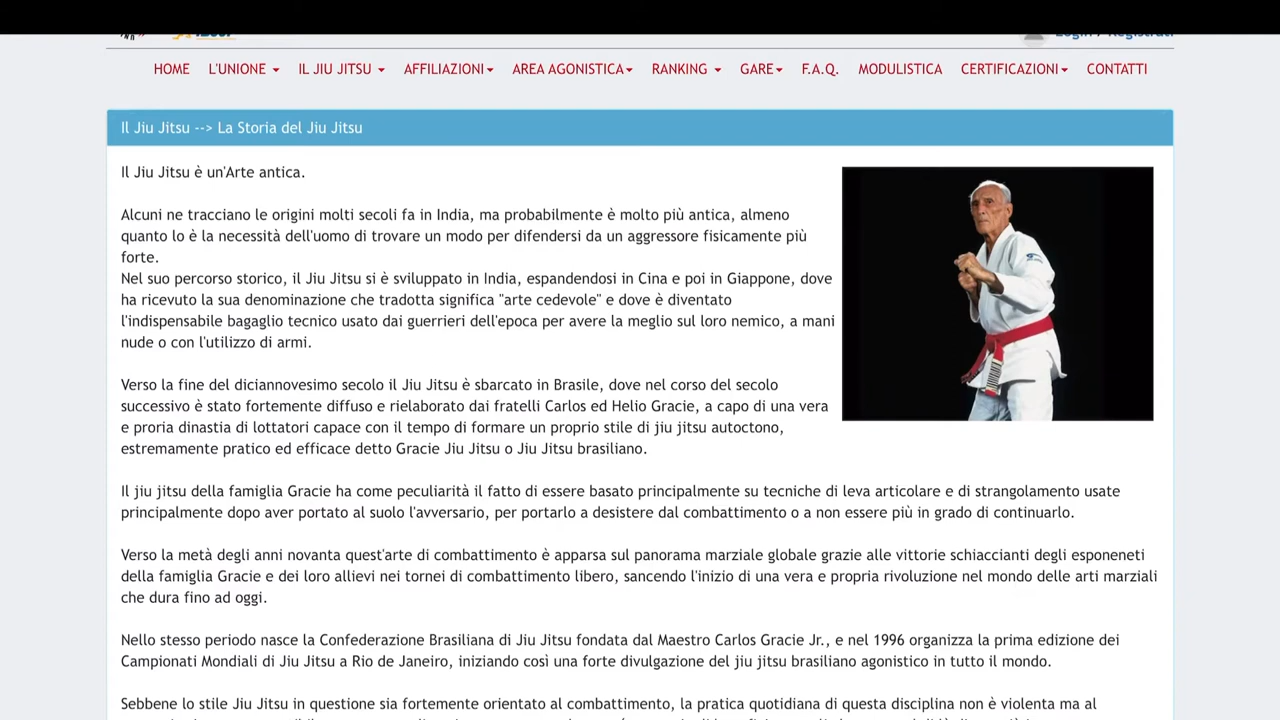 HOME L'UNIONE IL JIU JITSU AFFILIAZIONI AREA AGONISTICA RANKING GARE F.A.Q. MODULISTICA CERTIFICAZIONI CONTATTI
Il Jiu Jitsu --> La Storia del Jiu Jitsu
Il Jiu Jitsu è un'Arte antica.
Alcuni ne tracciano le origini molti secoli fa in India, ma probabilmente è molto più antica, almeno
quanto lo è la necessità dell'uomo di trovare un modo per difendersi da un aggressore fisicamente più
forte.
Nel suo percorso storico, il Jiu Jitsu si è sviluppato in India, espandendosi in Cina e poi in Giappone, dove
ha ricevuto la sua denominazione che tradotta significa "arte cedevole" e dove è diventato
l'indispensabile bagaglio tecnico usato dai guerrieri dell'epoca per avere la meglio sul loro nemico, a mani
nude o con l'utilizzo di armi.
Verso la fine del diciannovesimo secolo il Jiu Jitsu è sbarcato in Brasile, dove nel corso del secolo
successivo è stato fortemente diffuso e rielaborato dai fratelli Carlos ed Helio Gracie, a capo di una vera
e proria dinastia di lottatori capace con il tempo di formare un proprio stile di jiu jitsu autoctono,
estremamente pratico ed efficace detto Gracie Jiu Jitsu o Jiu Jitsu brasiliano.
Il jiu jitsu della famiglia Gracie ha come peculiarità il fatto di essere basato principalmente su tecniche di leva articolare e di strangolamento usate
principalmente dopo aver portato al suolo l'avversario, per portarlo a desistere dal combattimento o a non essere più in grado di continuarlo.
Verso la metà degli anni novanta quest'arte di combattimento è apparsa sul panorama marziale globale grazie alle vittorie schiaccianti degli esponeneti
della famiglia Gracie e dei loro allievi nei tornei di combattimento libero, sancendo l'inizio di una vera e propria rivoluzione nel mondo delle arti marziali
che dura fino ad oggi.
Nello stesso periodo nasce la Confederazione Brasiliana di Jiu Jitsu fondata dal Maestro Carlos Gracie Jr., e nel 1996 organizza la prima edizione dei
Campionati Mondiali di Jiu Jitsu a Rio de Janeiro, iniziando così una forte divulgazione del jiu jitsu brasiliano agonistico in tutto il mondo.
Sebbene lo stile Jiu Jitsu in questione sia fortemente orientato al combattimento, la pratica quotidiana di questa disciplina non è violenta ma al